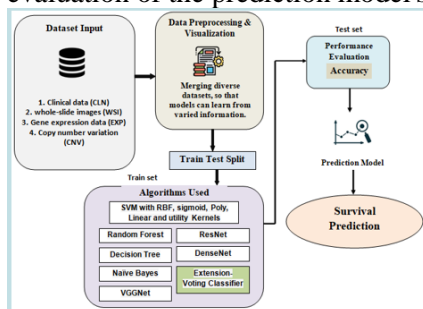 evaluation of the prediction models
Dataset Input
1. Clinical data (CLN)
2. whole-slide images (WSI)
3. Gene expression data (EXP)
4. Copy number variation
(CNV)
Data Preprocessing &
Visualization
Merging diverse
datasets, so that
models can learn from
varied information.
Train Test Split
Train set
Algorithms Used
SVM with RBF, sigmoid, Poly,
Linear and utility Kernels
Random Forest
ResNet
Decision Tree
DenseNet
Naive Bayes
Extension-
Voting Classifier
VGGNet
Test set
Performance
Evaluation
Accuracy
Prediction Model
Survival
Prediction